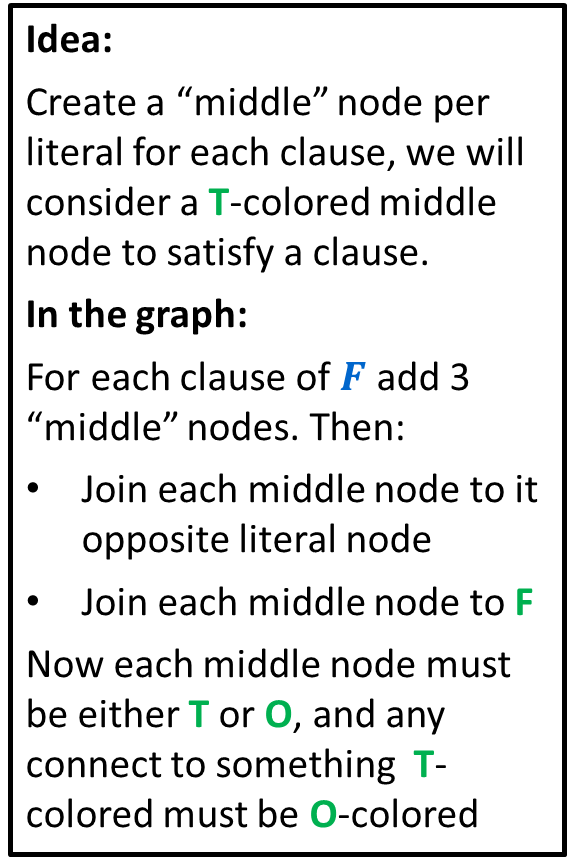 Idea:
Create a “middle” node per
literal for each clause, we will
consider a T-colored middle
node to satisfy a clause.
In the graph:
For each clause of F add 3
“middle” nodes. Then:
• Join each middle node to it
opposite literal node
• Join each middle node to F
Now each middle node must
be either T or O, and any
connect to something T-
colored must be O-colored